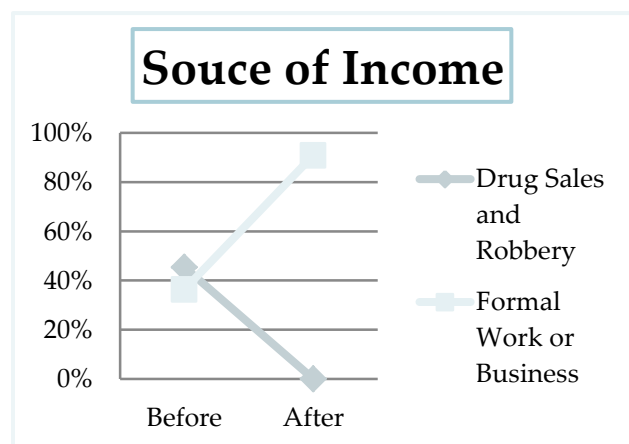 Souce of Income
100%
80%
60%
40%
20%
0%
Before After
Drug Sales
and
Robbery
Formal
Work or
Business